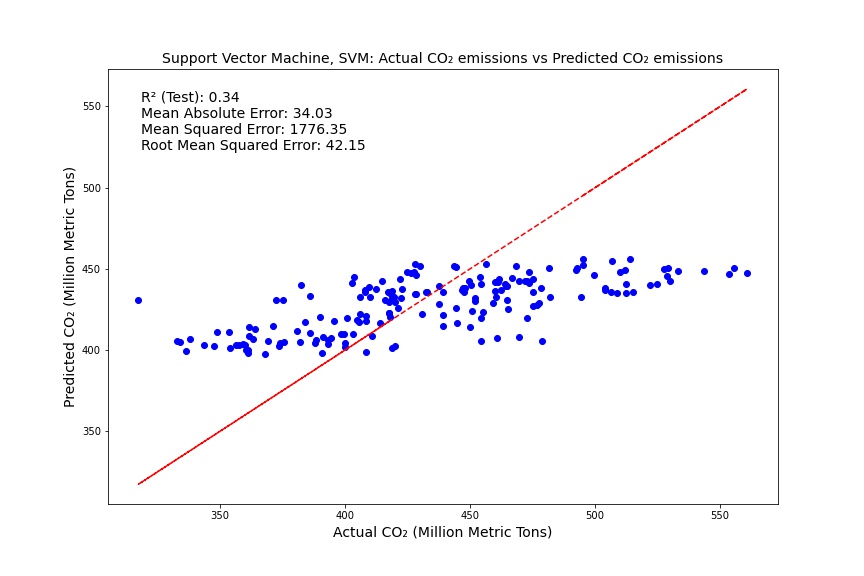 Support Vector Machine, SVM: Actual CO₂ emissions vs Predicted CO₂ emissions
R² (Test): 0.34
Mean Absolute Error: 34.03
Mean Squared Error: 1776.35
Root Mean Squared Error: 42.15
Predicted CO₂ (Million Metric Tons)
550
500
450
400
350
350 400 450 500 550
Actual CO₂ (Million Metric Tons)